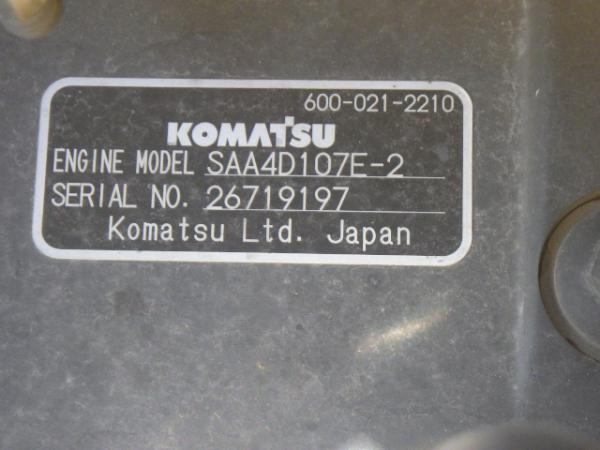 600-021-2210
KOMATSU
ENGINE MODEL SAA4D107E-2
SERIAL NO. 26719197
Komatsu Ltd. Japan